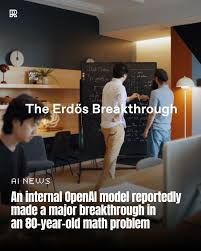 The Erdős Breakthrough
AI NEWS
An internal OpenAI model reportedly
made a major breakthrough in
an 80-year-old math problem